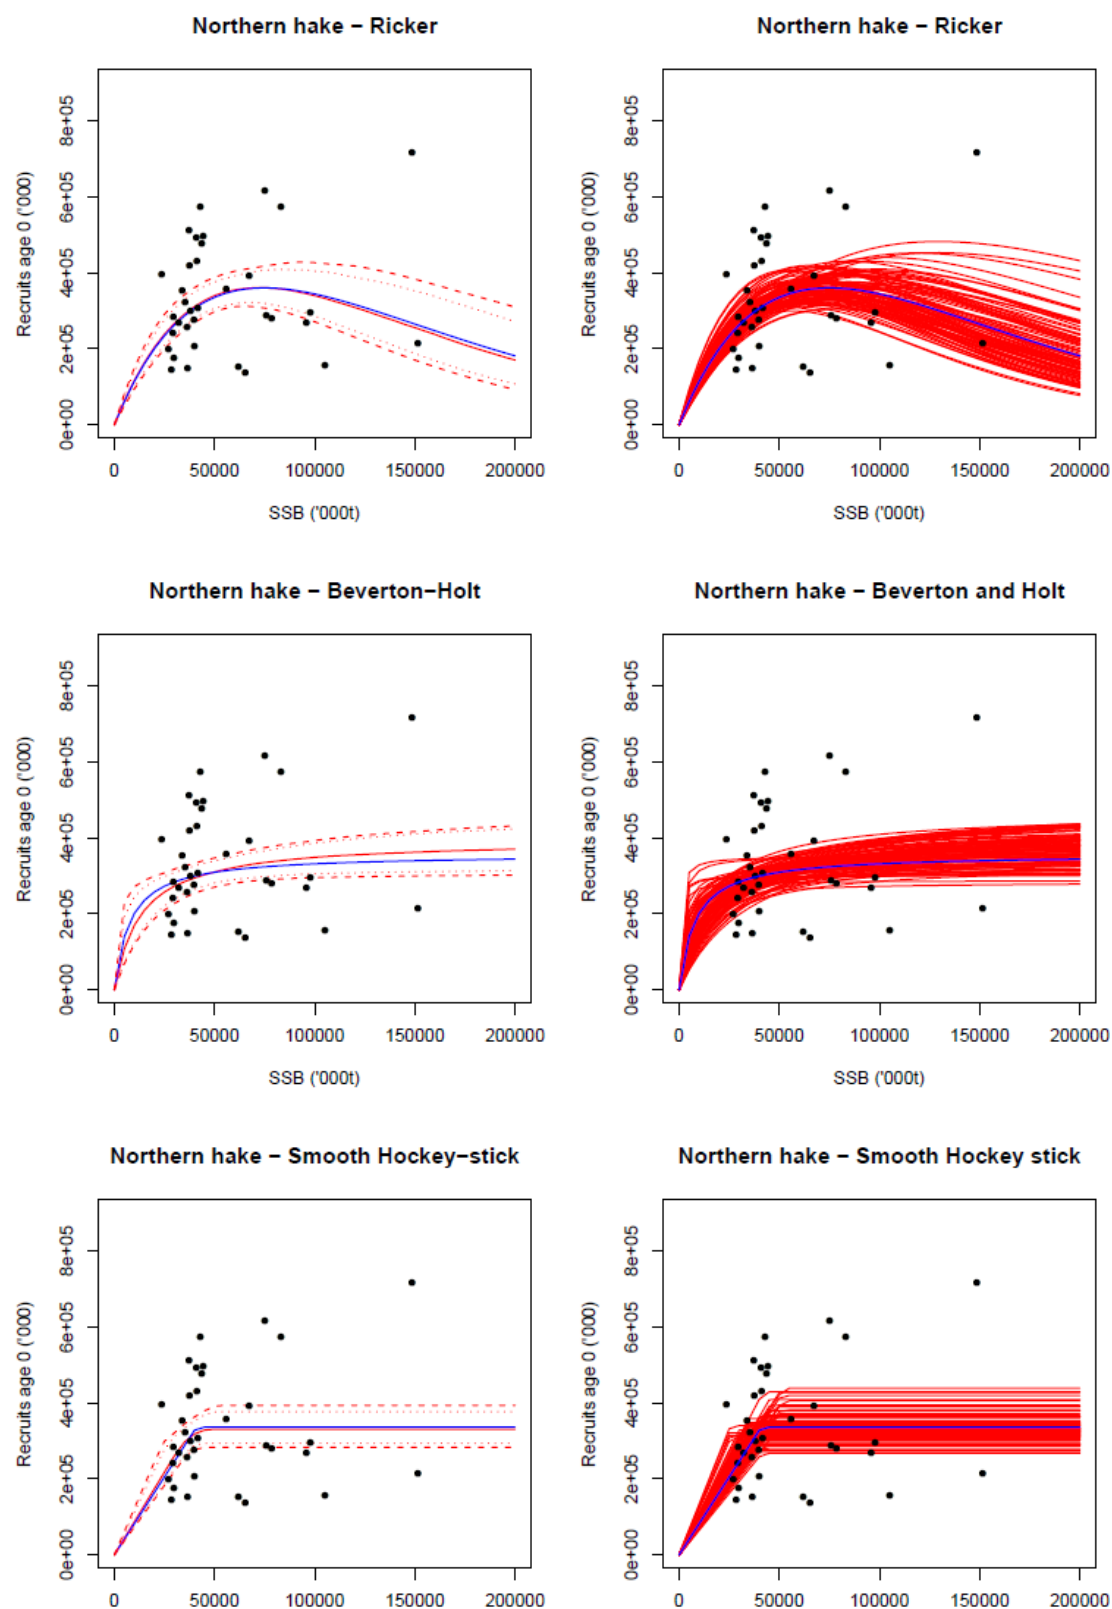 Northern hake − Ricker
Recruits age 0 ('000)
8e+05
6e+05
4e+05
2e+05
0e+00
0 50000 100000 150000 200000
SSB ('000t)
Northern hake − Ricker
Recruits age 0 ('000)
8e+05
6e+05
4e+05
2e+05
0e+00
0 50000 100000 150000 200000
SSB ('000t)
Northern hake − Beverton−Holt
Recruits age 0 ('000)
8e+05
6e+05
4e+05
2e+05
0e+00
0 50000 100000 150000 200000
SSB ('000t)
Northern hake − Beverton and Holt
Recruits age 0 ('000)
8e+05
6e+05
4e+05
2e+05
0e+00
0 50000 100000 150000 200000
SSB ('000t)
Northern hake − Smooth Hockey−stick
Recruits age 0 ('000)
8e+05
6e+05
4e+05
2e+05
0e+00
0 50000 100000 150000 200000
Northern hake − Smooth Hockey stick
Recruits age 0 ('000)
8e+05
6e+05
4e+05
2e+05
0e+00
0 50000 100000 150000 200000